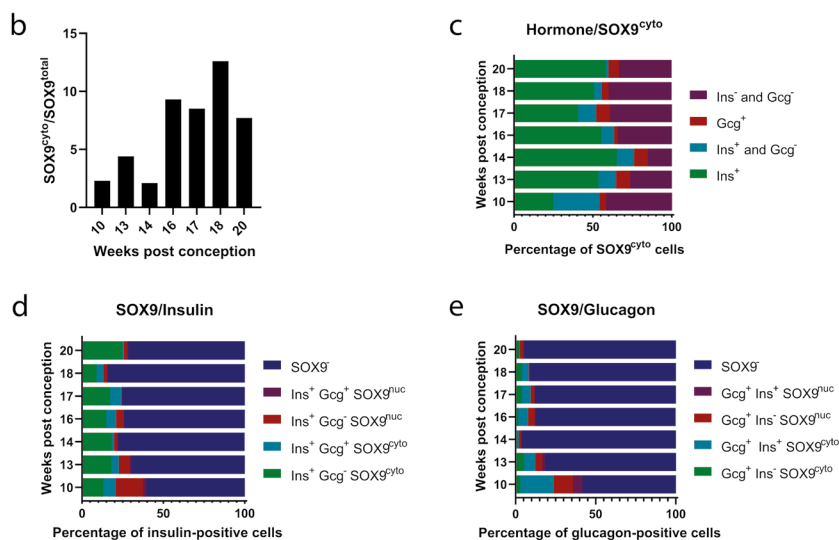 b
SOX9cyto/SOX9total
15
10
5
0
10 13 14 16 17 18 20
Weeks post conception
c
Hormone/SOX9cyto
Weeks post conception
20
18
17
16
14
13
10
0 50 100
Percentage of SOX9cyto cells
Ins- and Gcg-
Gcg+
Ins+ and Gcg-
Ins+
d
SOX9/Insulin
Weeks post conception
20
18
17
16
14
13
10
0 50 100
Percentage of insulin-positive cells
SOX9-
Ins+ Gcg+ SOX9nuc
Ins+ Gcg- SOX9nuc
Ins+ Gcg+ SOX9cyto
Ins+ Gcg- SOX9cyto
e
SOX9/Glucagon
Weeks post conception
20
18
17
16
14
13
10
0 50 100
Percentage of glucagon-positive cells
SOX9-
Gcg+ Ins+ SOX9nuc
Gcg+ Ins- SOX9nuc
Gcg+ Ins+ SOX9cyto
Gcg+ Ins- SOX9cyto